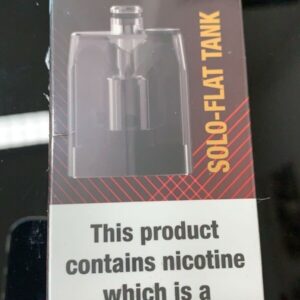 SOLO-FLAT TANK
This product
contains nicotine
which is a